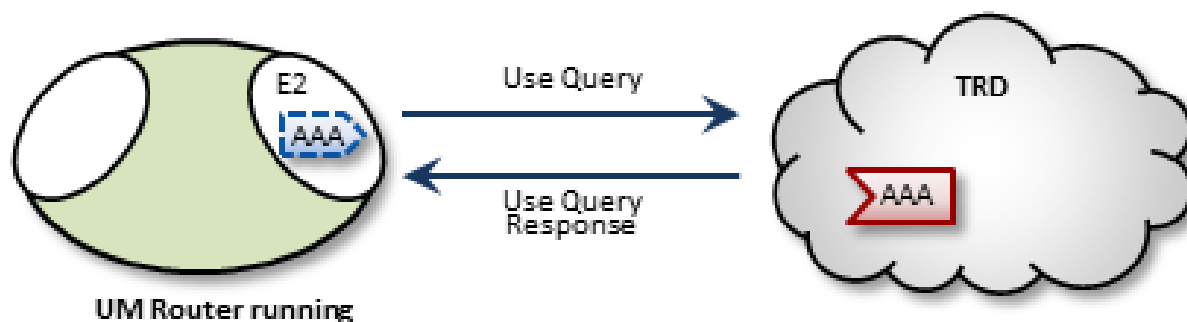 E2
AAA
UM Router running
Use Query
Use Query
Response
TRD
AAA